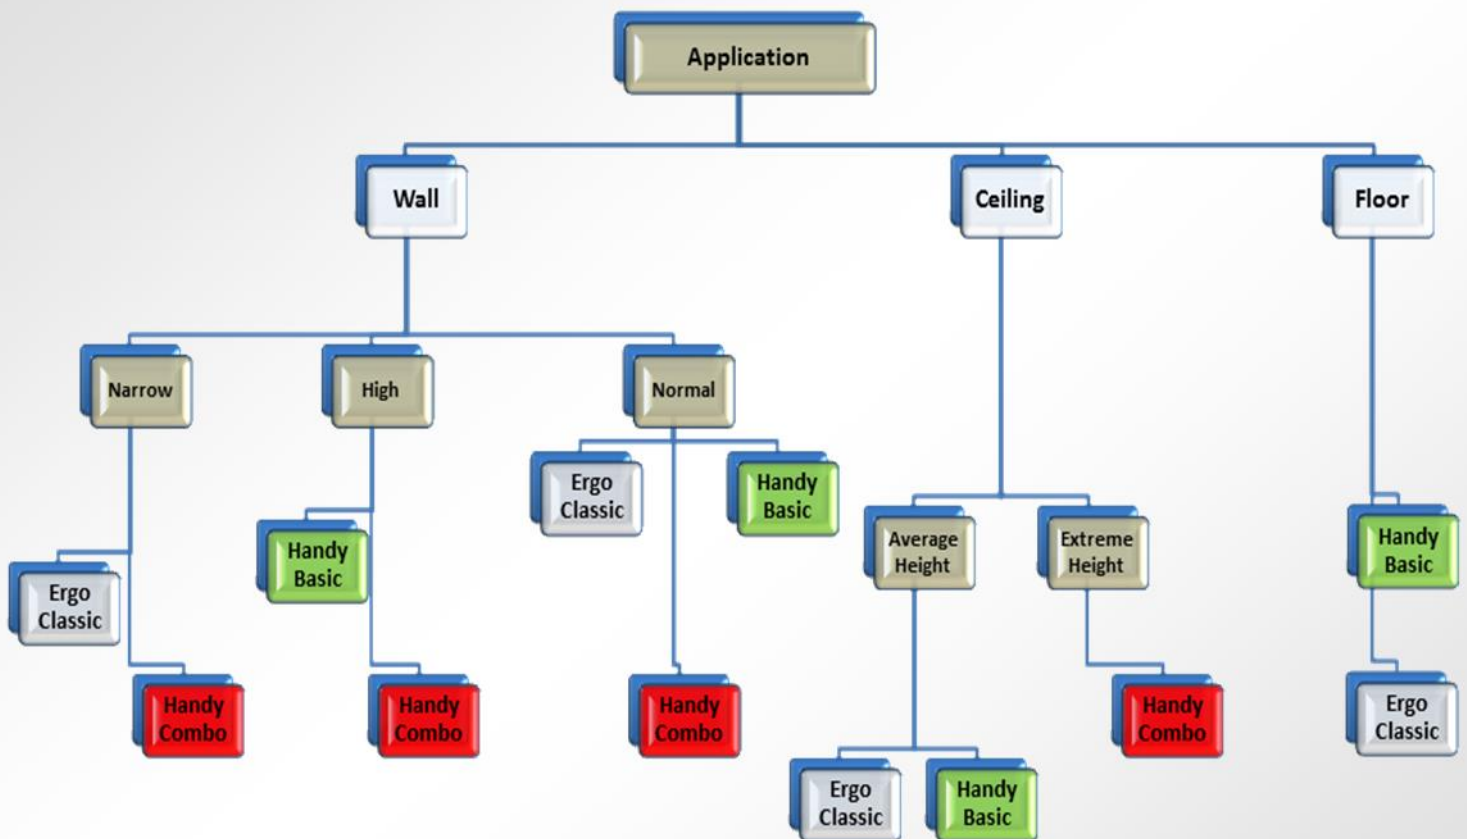 Application
Wall
Ceiling
Floor
Narrow
High
Normal
Ergo
Classic
Handy
Basic
Average
Height
Extreme
Height
Handy
Basic
Handy
Basic
Ergo
Classic
Handy
Combo
Handy
Combo
Handy
Combo
Handy
Combo
Ergo
Classic
Ergo
Classic
Handy
Basic